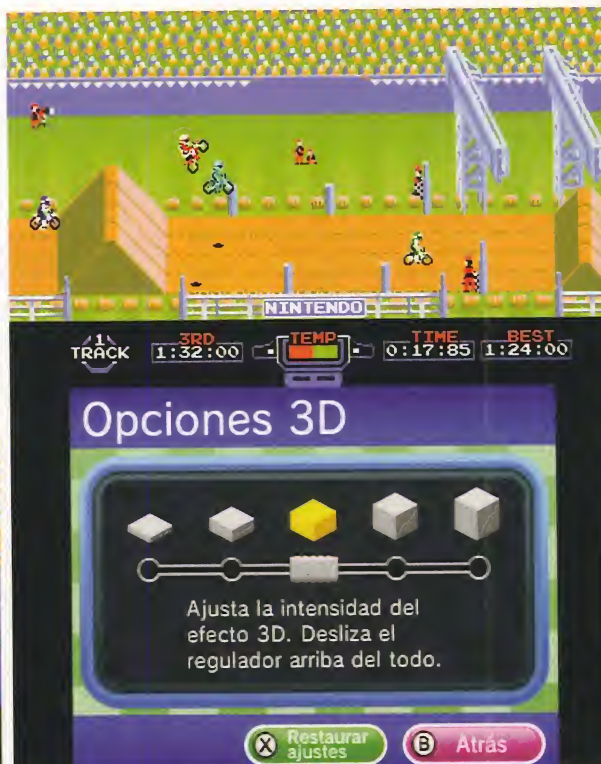 NINTENDO
1
TRACK
3RD
1:32:00
TEMP
TIME
0:17:85
BEST
1:24:00
Opciones 3D
Ajusta la intensidad del
efecto 3D. Desliza el
regulador arriba del todo.
X Restaurar
ajustes
B Atrás